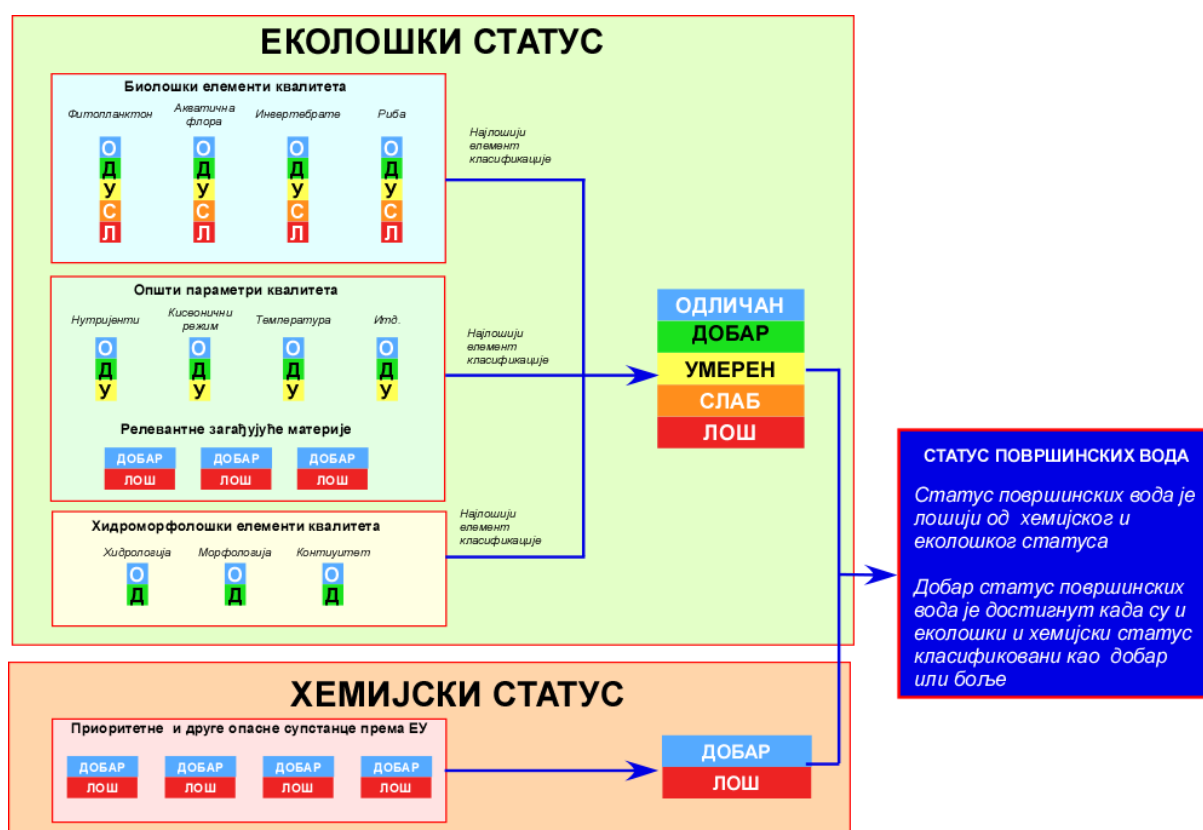 ЕКОЛОШКИ СТАТУС
Биолошки елементи квалитета
Фитопланктон
Акватична
флора
Инвертебрате
Риба
О О О О
Д Д Д Д
У У У У
С С С С
Л Л Л Л
Најлошији
елемент
класификације
Општи параметри квалитета
Нутријенти
Кисеонични
режим
Температура
Итд.
О О О О
Д Д Д Д
У У У У
Најлошији
елемент
класификације
Релевантне загађујуће материје
ДОБАР ДОБАР ДОБАР
ЛОШ ЛОШ ЛОШ
Хидроморфолошки елементи квалитета
Хидрологија Морфологија Контиуитет
О О О
Д Д Д
Најлошији
елемент
класификације
ОДЛИЧАН
ДОБАР
УМЕРЕН
СЛАБ
ЛОШ
ХЕМИЈСКИ СТАТУС
Приоритетне и друге опасне супстанце према ЕУ
ДОБАР ДОБАР ДОБАР ДОБАР
ЛОШ ЛОШ ЛОШ ЛОШ
ДОБАР
ЛОШ
СТАТУС ПОВРШИНСКИХ ВОДА
Статус површинских вода је
лошији од хемијског и
еколошког статуса
Добар статус површинских
вода је достигнут када су и
еколошки и хемијски статус
класификовани као добар
или боље